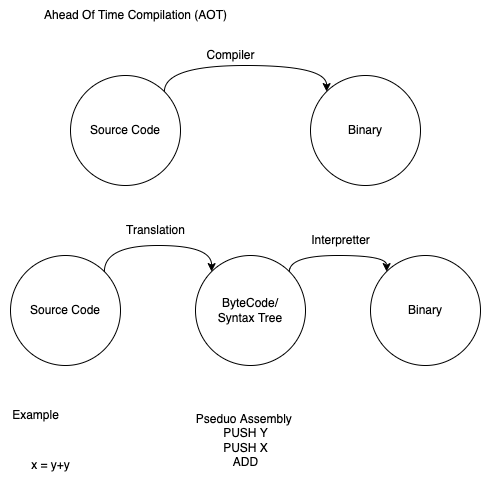 Ahead Of Time Compilation (AOT)
Compiler
Source Code
Binary
Translation
Interpretter
Source Code
ByteCode/
Syntax Tree
Binary
Example
Pseduo Assembly
PUSH Y
PUSH X
ADD
x = y+y